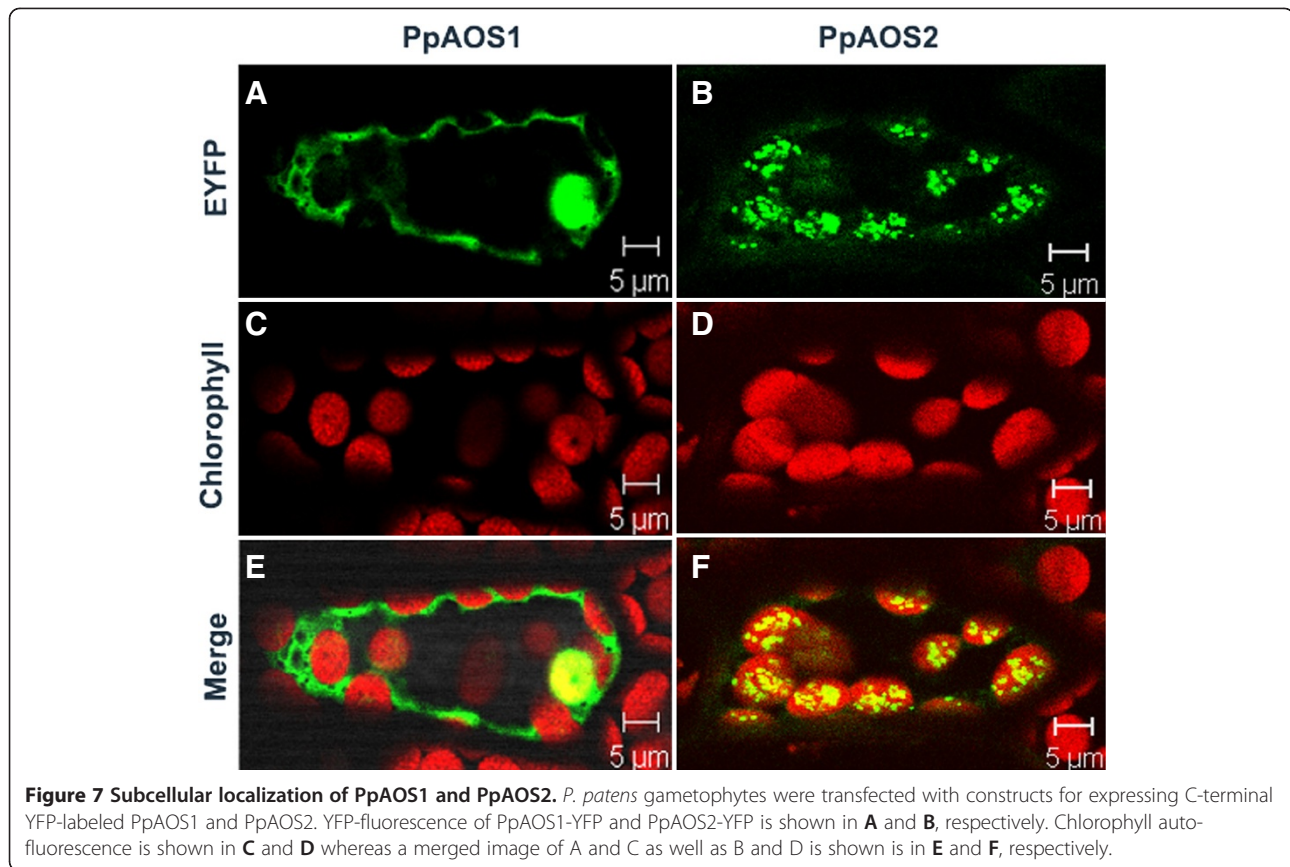 PpAOS1 PpAOS2
EYFP
A
5 µm
B
5 µm
Chlorophyll
C
5 µm
D
5 µm
Merge
E
5 µm
F
5 µm
Figure 7 Subcellular localization of PpAOS1 and PpAOS2. P. patens gametophytes were transfected with constructs for expressing C-terminal
YFP-labeled PpAOS1 and PpAOS2. YFP-fluorescence of PpAOS1-YFP and PpAOS2-YFP is shown in A and B, respectively. Chlorophyll auto-
fluorescence is shown in C and D whereas a merged image of A and C as well as B and D is shown is in E and F, respectively.